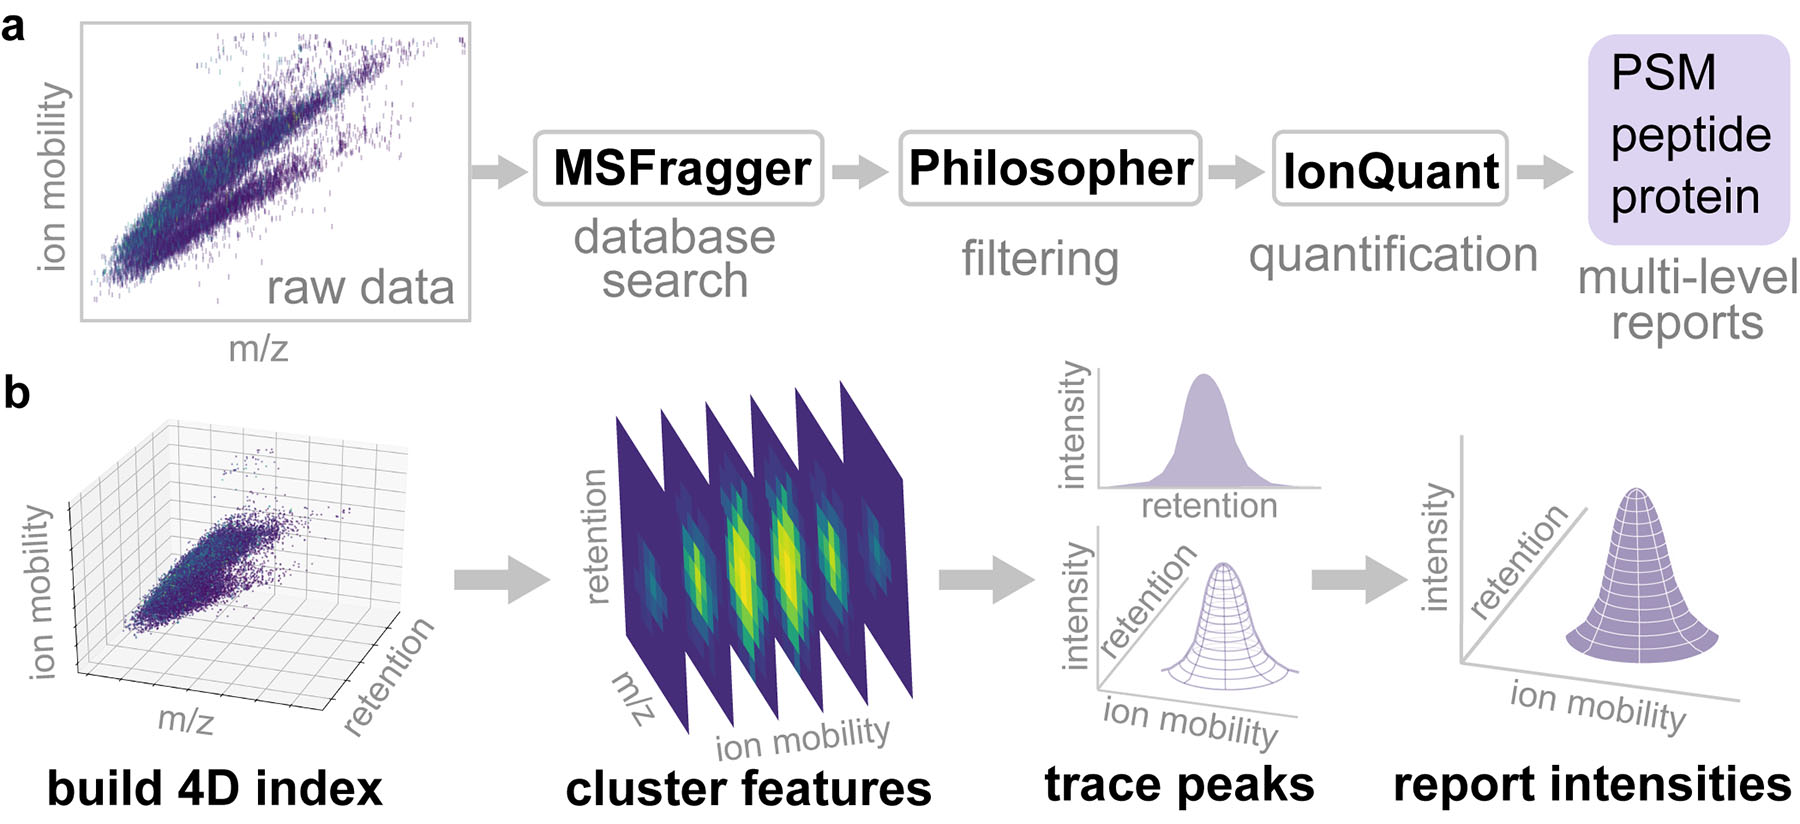 a
ion mobility
raw data
m/z
MSFragger
database
search
Philosopher
filtering
IonQuant
quantification
PSM
peptide
protein
multi-level
reports
b
ion mobility
m/z
retention
build 4D index
retention
m/z
ion mobility
cluster features
intensity
retention
intensity
retention
ion mobility
trace peaks
intensity
retention
ion mobility
report intensities